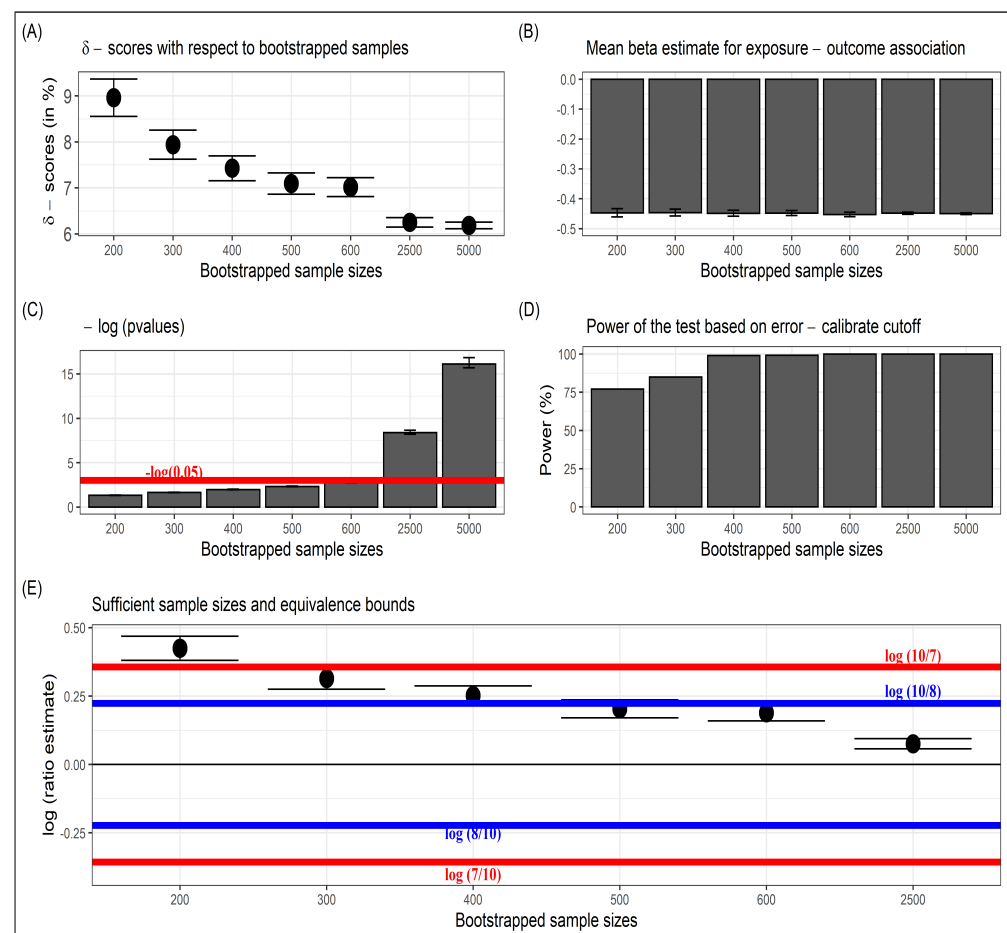 (A)
δ – scores with respect to bootstrapped samples
δ – scores (in %)
9
8
7
6
200 300 400 500 600 2500 5000
Bootstrapped sample sizes
(B)
Mean beta estimate for exposure – outcome association
0.0
-0.1
-0.2
-0.3
-0.4
-0.5
200 300 400 500 600 2500 5000
Bootstrapped sample sizes
(C)
– log (pvalues)
15
10
5
0
-log(0.05)
200 300 400 500 600 2500 5000
Bootstrapped sample sizes
(D)
Power of the test based on error – calibrate cutoff
Power (%)
100
75
50
25
0
200 300 400 500 600 2500 5000
Bootstrapped sample sizes
(E)
Sufficient sample sizes and equivalence bounds
log (ratio estimate)
0.50
0.25
0.00
-0.25
log (10/7)
log (10/8)
log (8/10)
log (7/10)
200 300 400 500 600 2500
Bootstrapped sample sizes